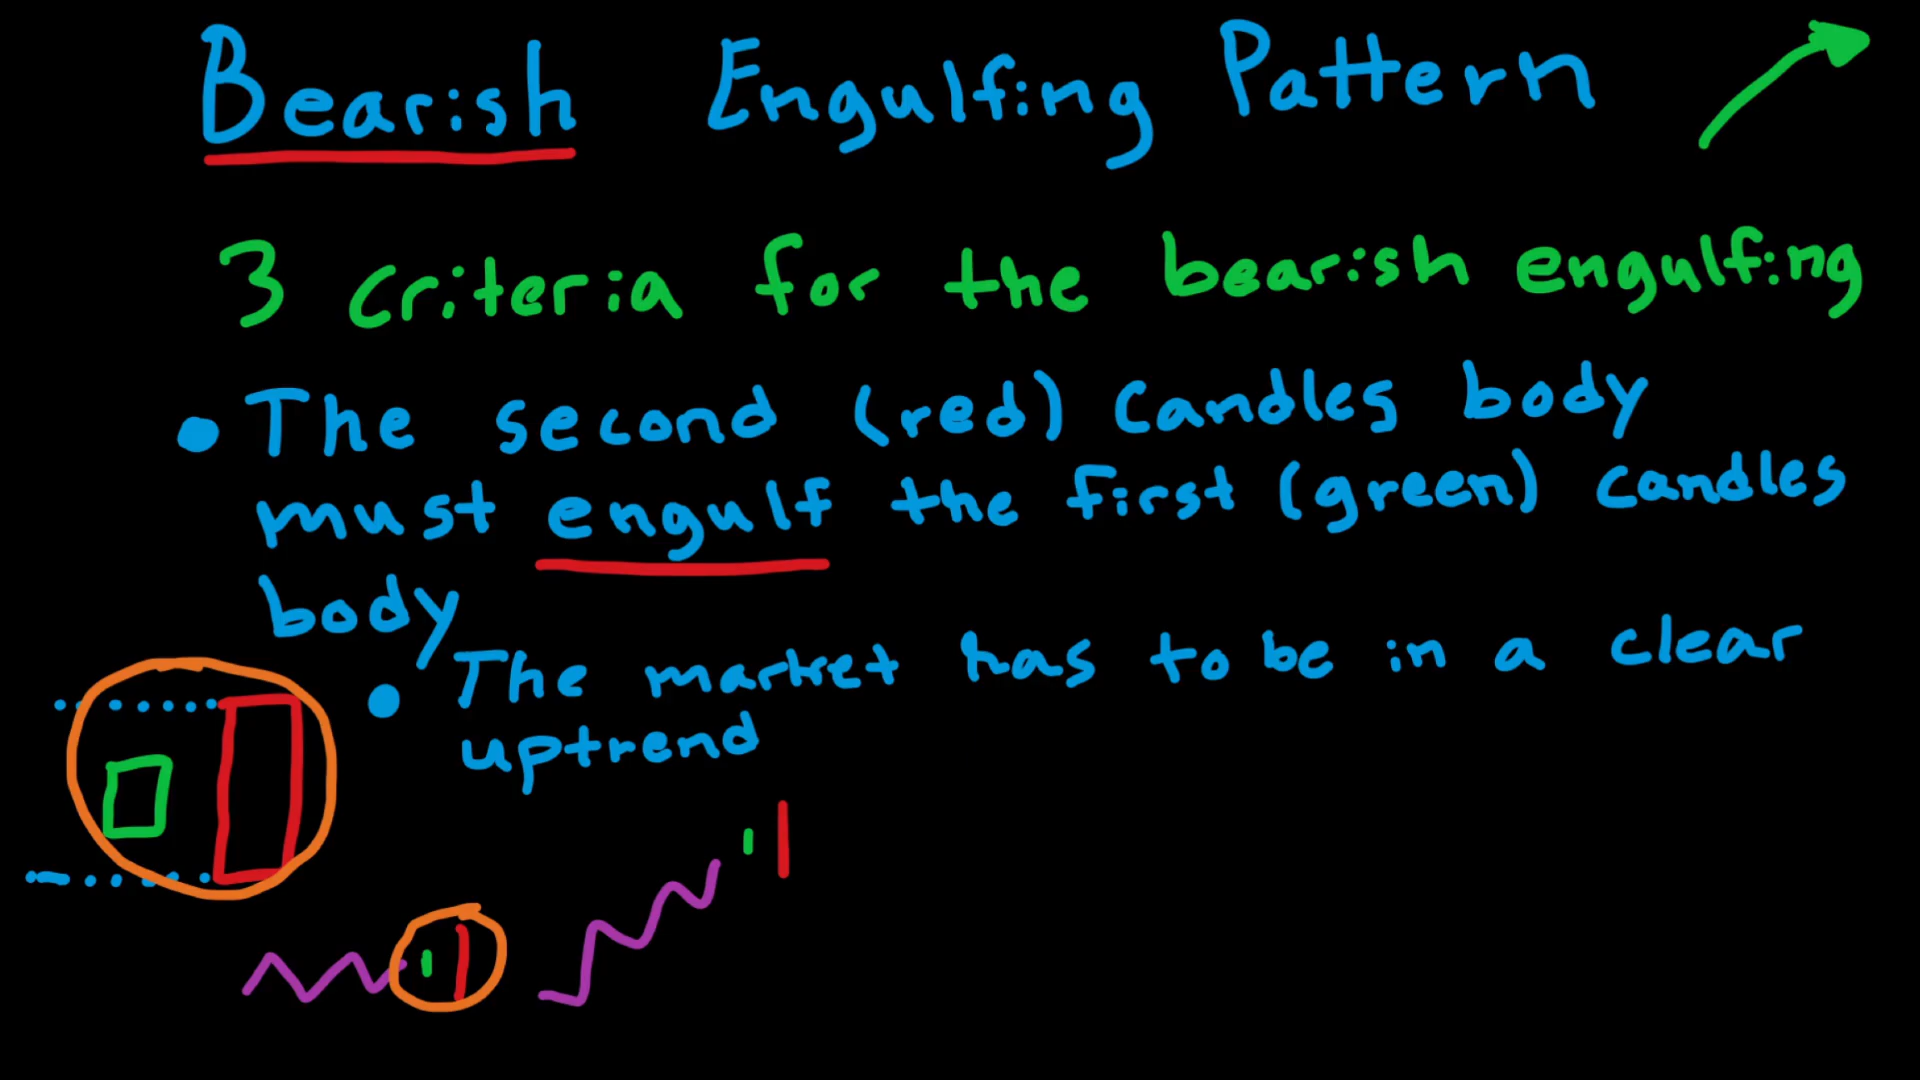 Bearish Engulfing Pattern
3 criteria for the bearish engulfing
• The second (red) Candles body
must engulf the first (green) candles
body
• The market has to be in a clear
uptrend